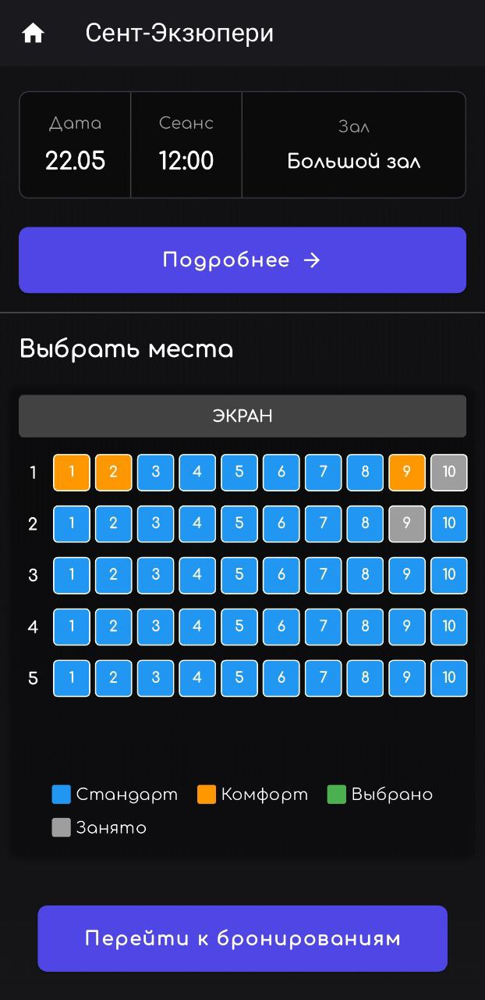 Сент-Экзюпери
Дата Сеанс Зал
22.05 12:00 Большой зал
Подробнее →
Выбрать места
ЭКРАН
1 1 2 3 4 5 6 7 8 9 10
2 1 2 3 4 5 6 7 8 9 10
3 1 2 3 4 5 6 7 8 9 10
4 1 2 3 4 5 6 7 8 9 10
5 1 2 3 4 5 6 7 8 9 10
Стандарт Комфорт Выбрано
Занято
Перейти к бронированиям